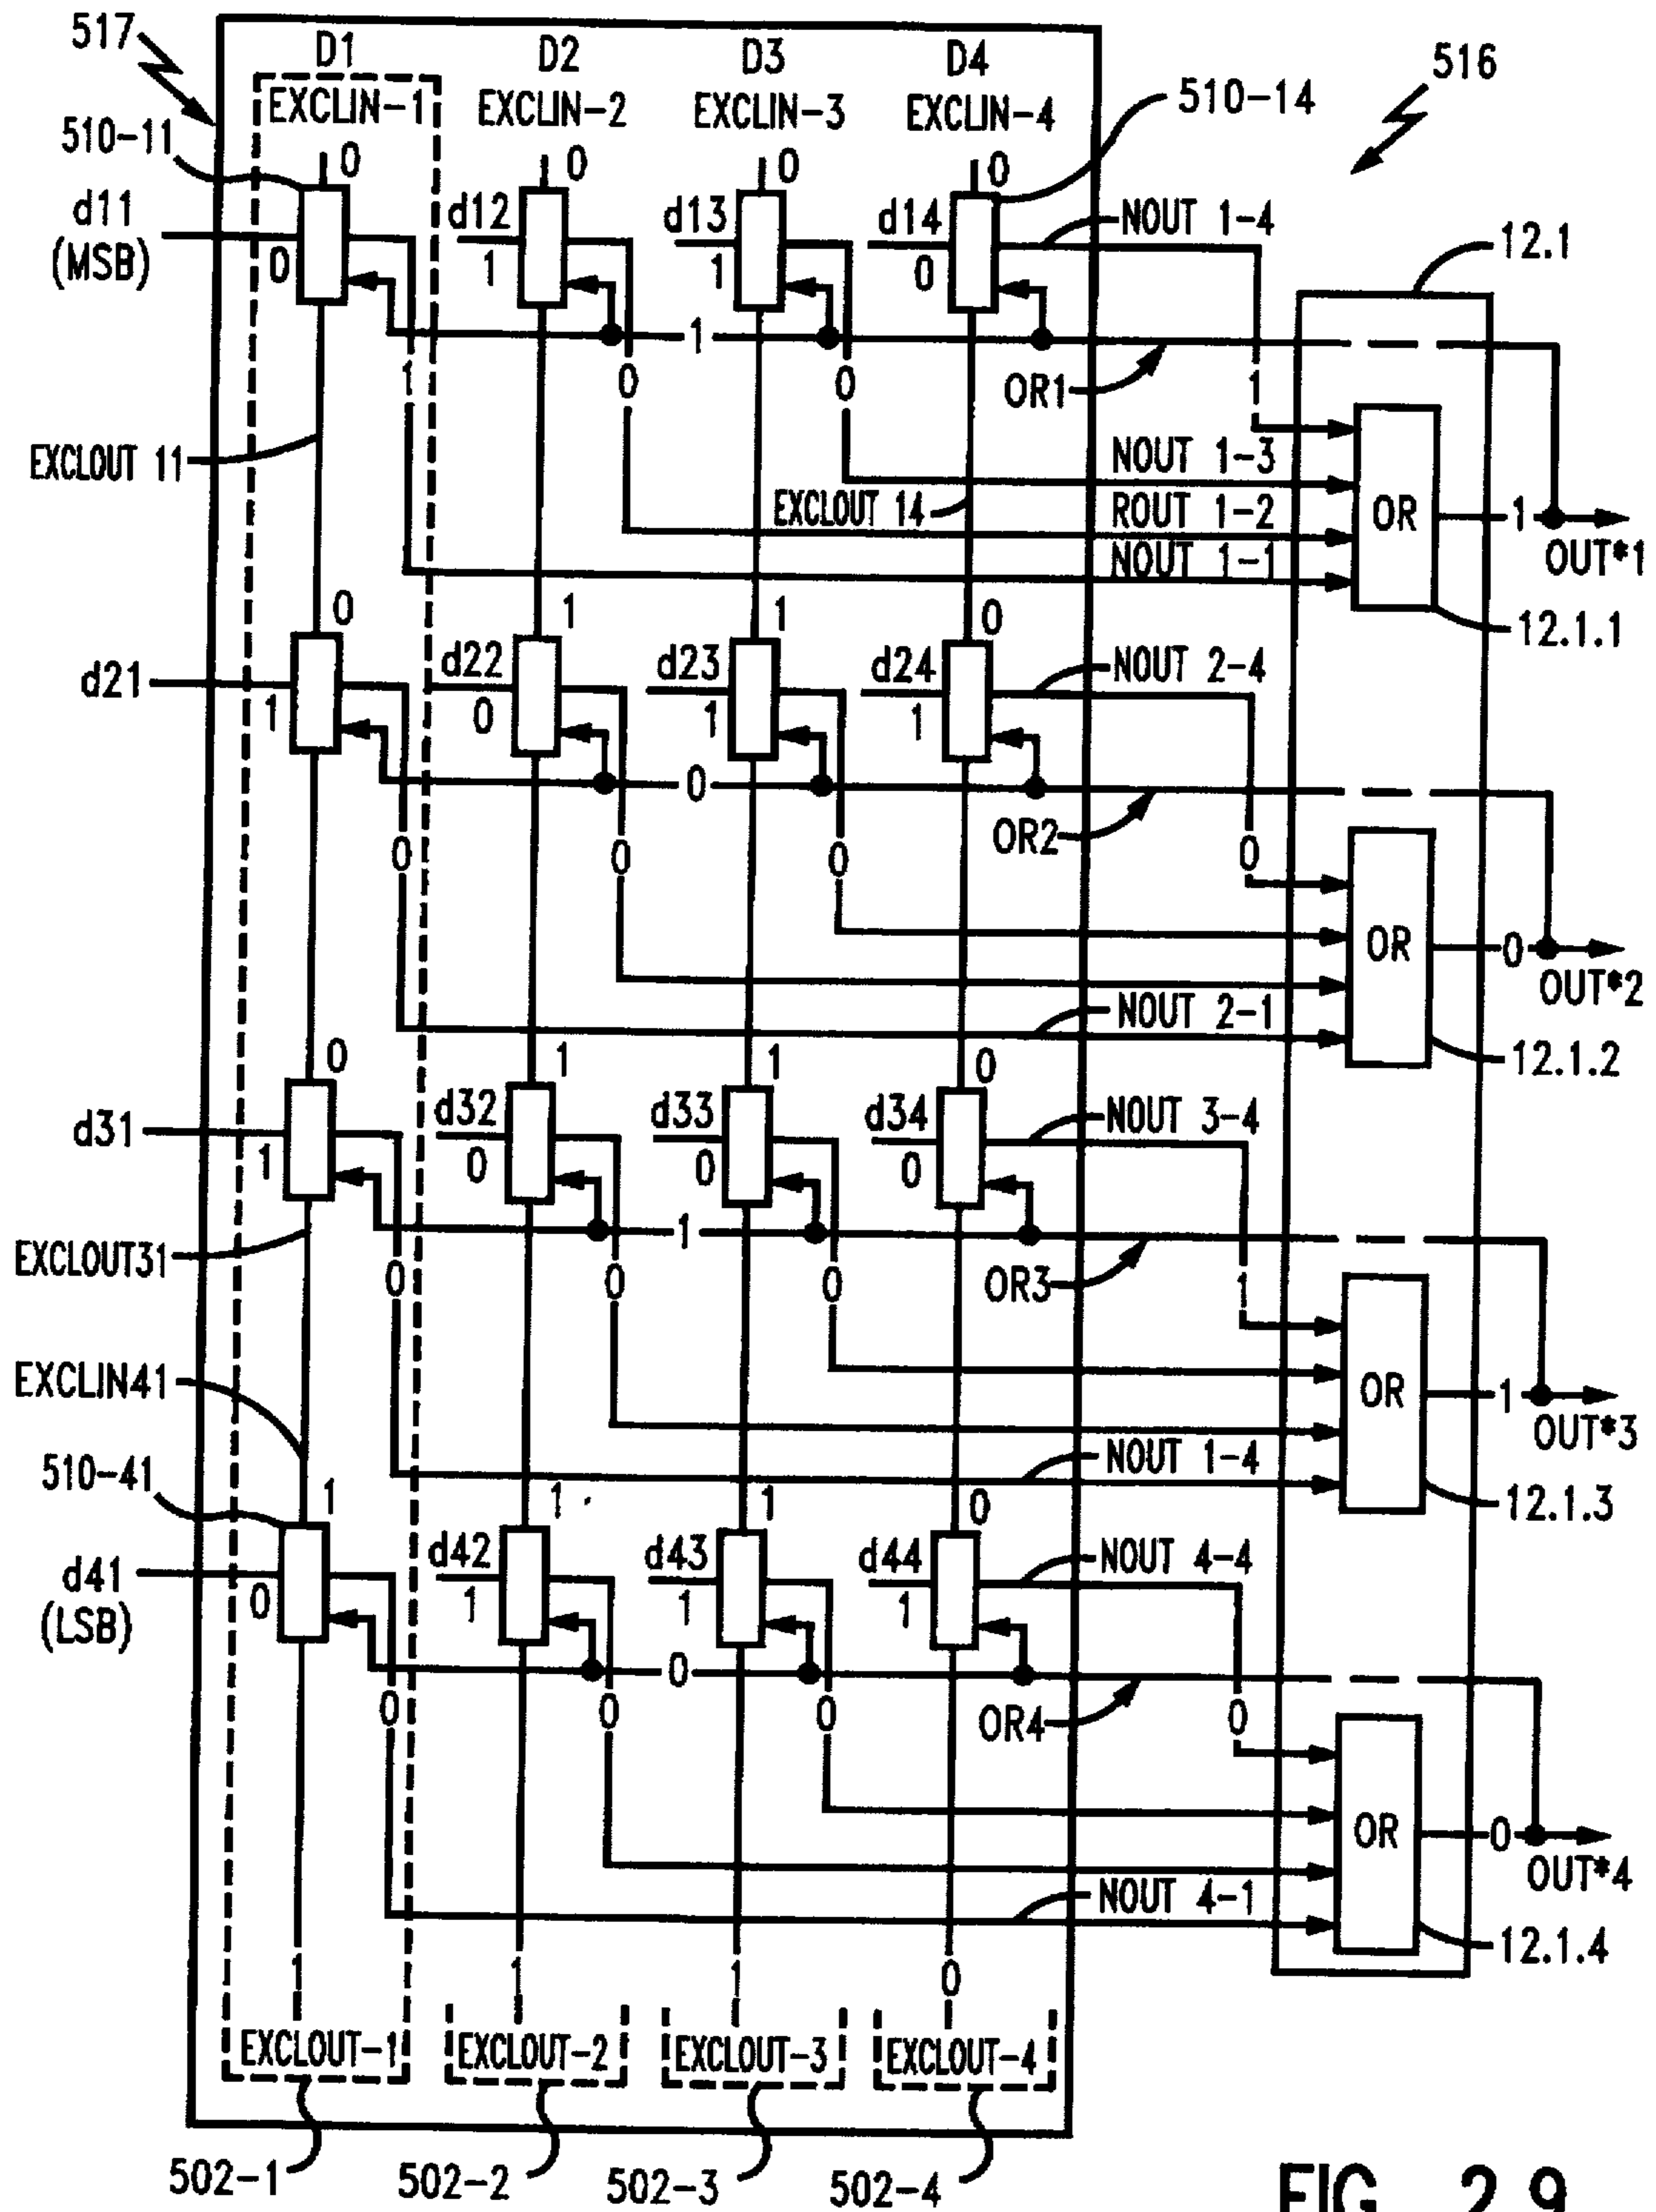 517
D1
D2
D3
D4
516
EXCLIN-1
EXCLIN-2
EXCLIN-3
EXCLIN-4
510-14
510-11
0
0
0
0
d11
(MSB)
0
d12
1
d13
1
d14
0
NOUT 1-4
12.1
1
1
0
0
OR1
1
EXCLOUT 11
NOUT 1-3
EXCLOUT 14
ROUT 1-2
NOUT 1-1
OR
1
OUT*1
12.1.1
0
1
1
0
d21
1
d22
0
d23
1
d24
1
NOUT 2-4
0
0
0
0
OR2
0
OR
0
OUT*2
NOUT 2-1
12.1.2
0
1
1
0
d31
1
d32
0
d33
0
d34
0
NOUT 3-4
1
EXCLOUT31
0
0
0
OR3
1
EXCLIN41
OR
1
OUT*3
NOUT 1-4
12.1.3
510-41
1
1
1
0
d41
(LSB)
0
d42
1
d43
1
d44
1
NOUT 4-4
0
0
0
0
OR4
0
OR
0
OUT*4
NOUT 4-1
12.1.4
1
1
1
0
EXCLOUT-1
EXCLOUT-2
EXCLOUT-3
EXCLOUT-4
502-1
502-2
502-3
502-4
FIG. 2.9